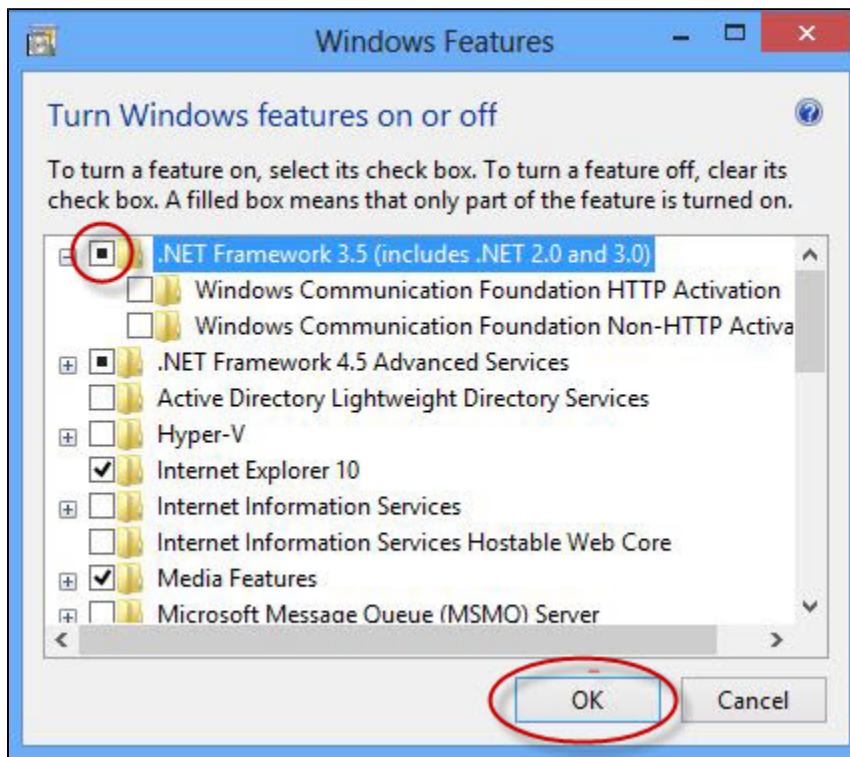 Windows Features
Turn Windows features on or off
To turn a feature on, select its check box. To turn a feature off, clear its
check box. A filled box means that only part of the feature is turned on.
.NET Framework 3.5 (includes .NET 2.0 and 3.0)
Windows Communication Foundation HTTP Activation
Windows Communication Foundation Non-HTTP Activa
.NET Framework 4.5 Advanced Services
Active Directory Lightweight Directory Services
Hyper-V
Internet Explorer 10
Internet Information Services
Internet Information Services Hostable Web Core
Media Features
Microsoft Message Queue (MSMQ) Server
OK Cancel